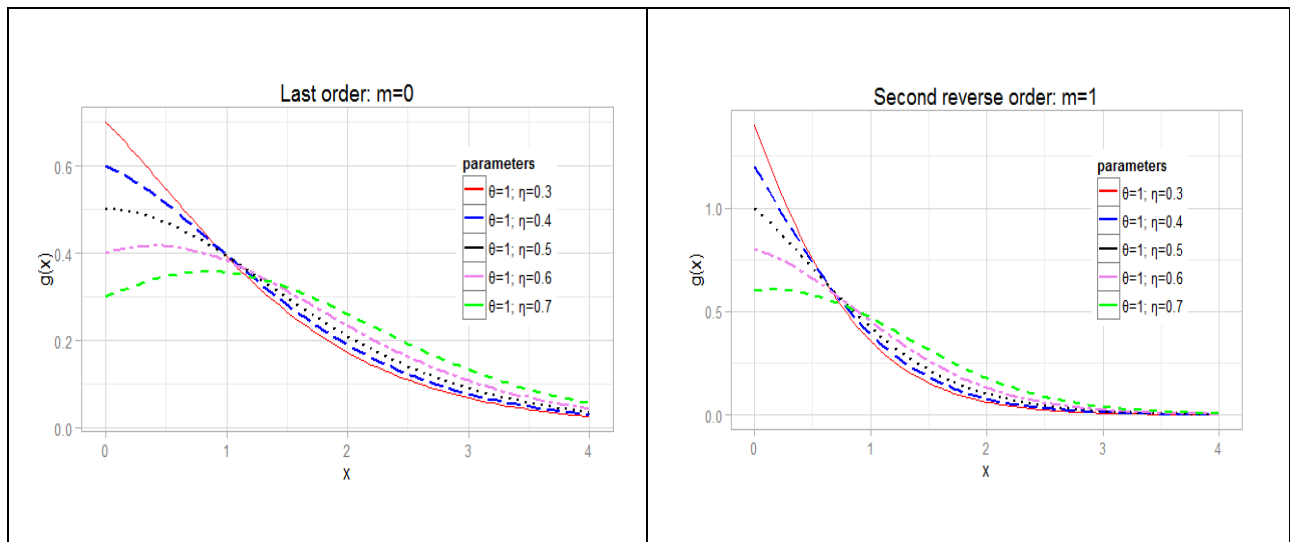 Last order: m=0
g(x)
0.6
0.4
0.2
0.0
0 1 2 3 4
x
parameters
θ=1; η=0.3
θ=1; η=0.4
θ=1; η=0.5
θ=1; η=0.6
θ=1; η=0.7
Second reverse order: m=1
g(x)
1.0
0.5
0.0
0 1 2 3 4
x
parameters
θ=1; η=0.3
θ=1; η=0.4
θ=1; η=0.5
θ=1; η=0.6
θ=1; η=0.7